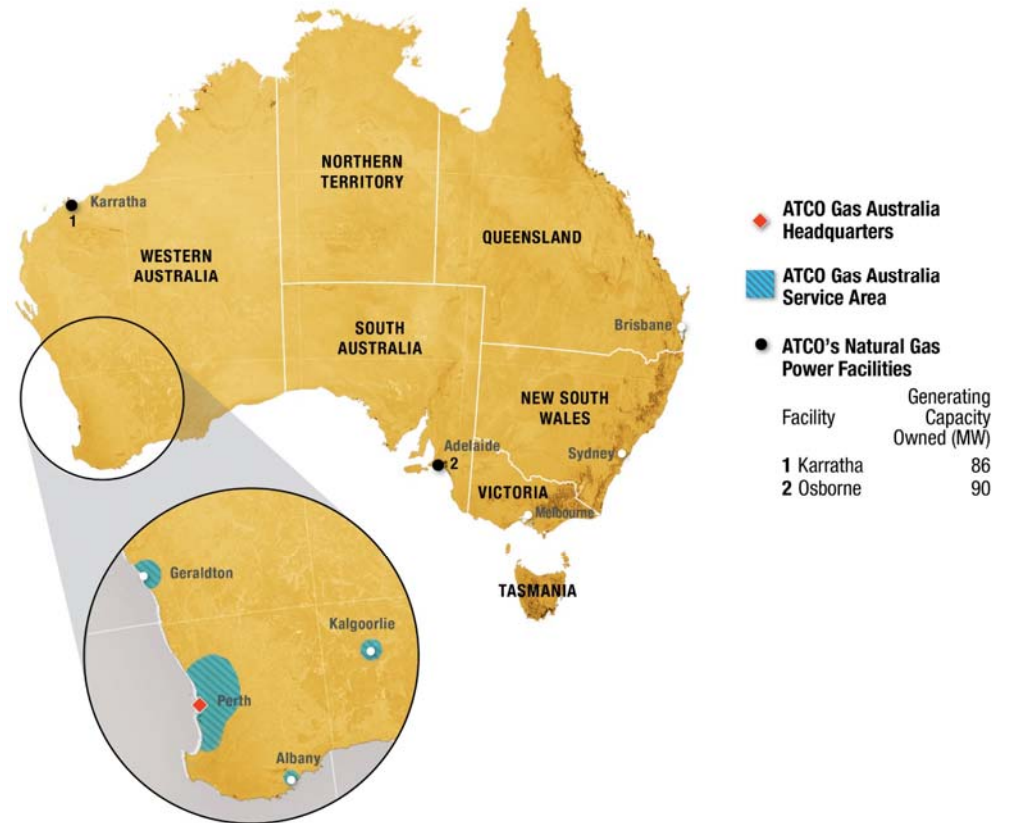 NORTHERN
TERRITORY
Karratha
1
QUEENSLAND
WESTERN
AUSTRALIA
SOUTH
AUSTRALIA
Brisbane
NEW SOUTH
WALES
Adelaide
2
Sydney
VICTORIA
Melbourne
TASMANIA
Geraldton
Kalgoorlie
Perth
Albany
ATCO Gas Australia
Headquarters
ATCO Gas Australia
Service Area
ATCO's Natural Gas
Power Facilities
Generating
Facility Capacity
Owned (MW)
1 Karratha 86
2 Osborne 90